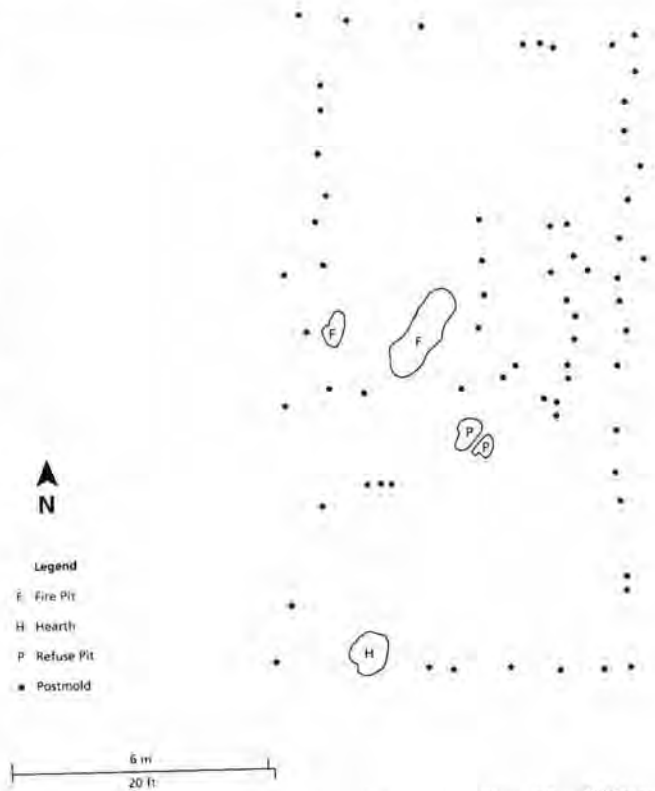 F
F
P
P
N
Legend
F Fire Pit
H Hearth
P Refuse Pit
Postmold
H
6 m
20 ft